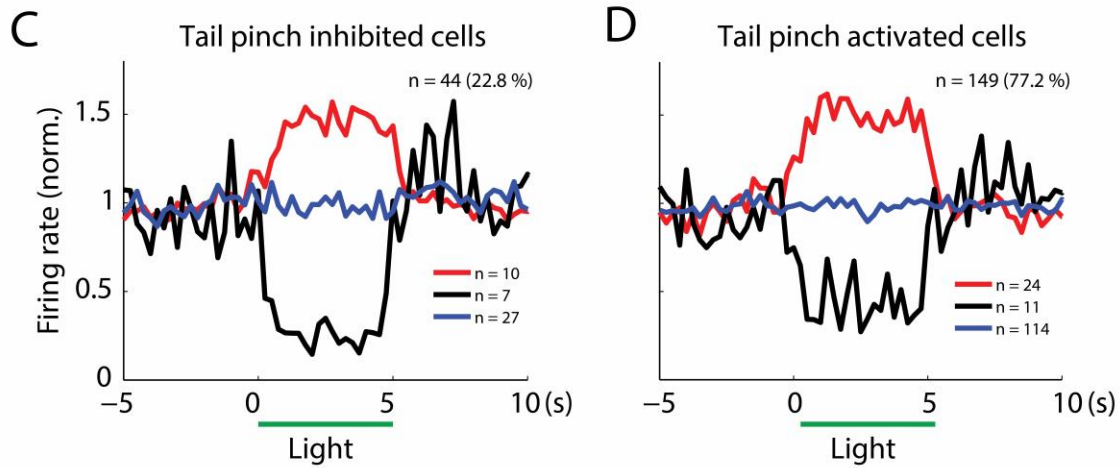 C
Tail pinch inhibited cells
n = 44 (22.8 %)
Firing rate (norm.)
1.5
1
0.5
0
n = 10
n = 7
n = 27
−5 0 5 10 (s)
Light
D
Tail pinch activated cells
n = 149 (77.2 %)
n = 24
n = 11
n = 114
−5 0 5 10 (s)
Light